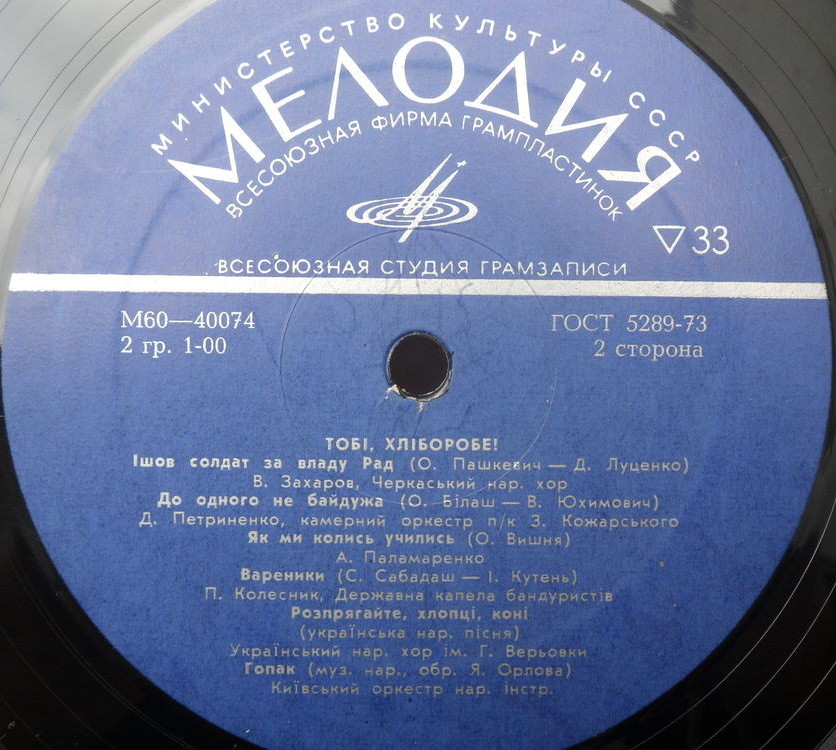 МИНИСТЕРСТВО КУЛЬТУРЫ СССР
МЕЛОДИЯ
ВСЕСОЮЗНАЯ ФИРМА ГРАМПЛАСТИНОК
33
ВСЕСОЮЗНАЯ СТУДИЯ ГРАМЗАПИСИ
М60—40074
ГОСТ 5289-73
2 гр. 1-00
2 сторона
ТОБІ, ХЛІБОРОБЕ!
Ішов солдат за владу Рад (О. Пашкевич — Д. Луценко)
В. Захаров, Черкаський нар. хор
До одного не байдужа (О. Білаш — В. Юхимович)
Д. Петриненко, камерний оркестр п/к З. Кожарського
Як ми колись учились (О. Вишня)
А. Паламаренко
Вареники (С. Сабадаш — І. Кутень)
П. Колесник, Державна капела бандуристів
Розпрягайте, хлопці, коні
(українська нар. пісня)
Український нар. хор ім. Г. Верьовки
Гопак (муз. нар., обр. Я. Орлова)
Київський оркестр нар. інстр.